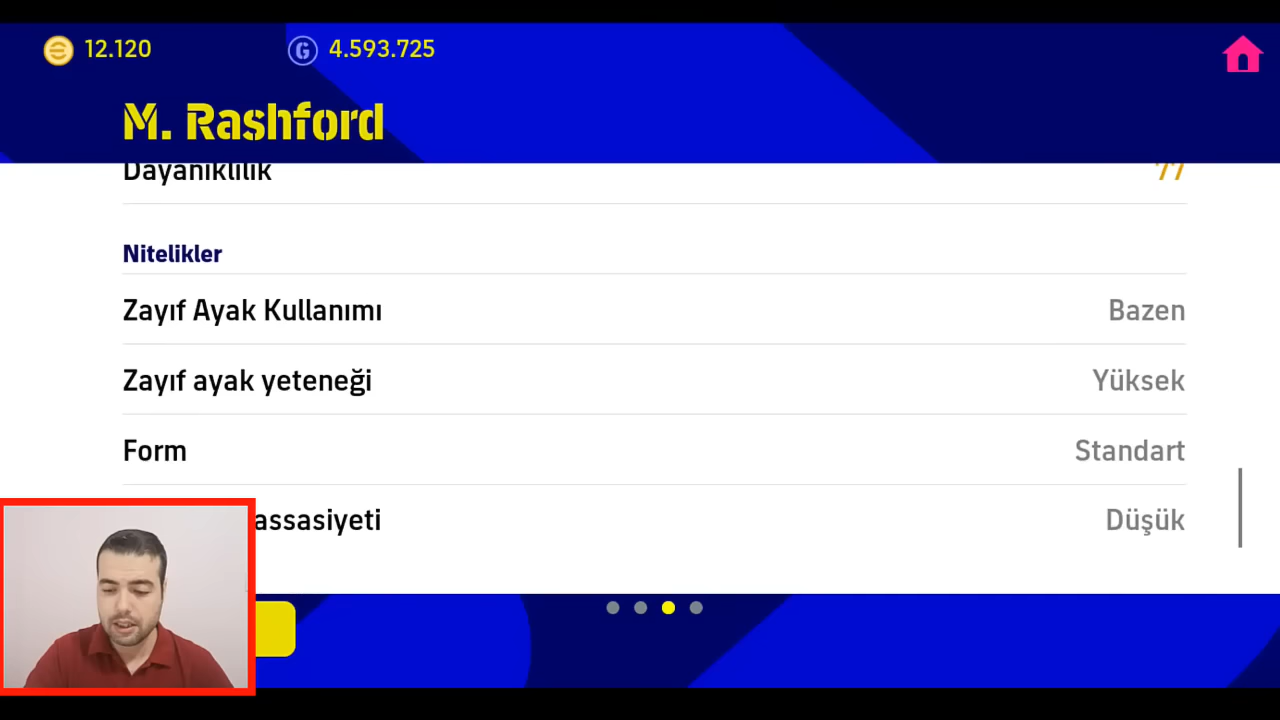 12.120
4.593.725
M. Rashford
Dayanıklılık 77
Nitelikler
Zayıf Ayak Kullanımı Bazen
Zayıf ayak yeteneği Yüksek
Form Standart
assasiyeti Düşük